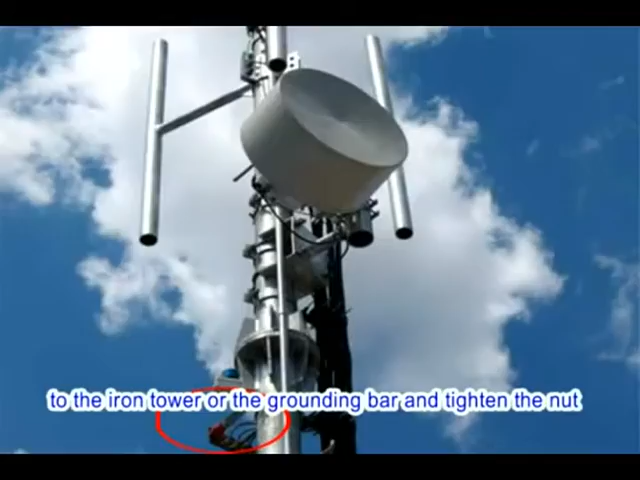 to the iron tower or the grounding bar and tighten the nut